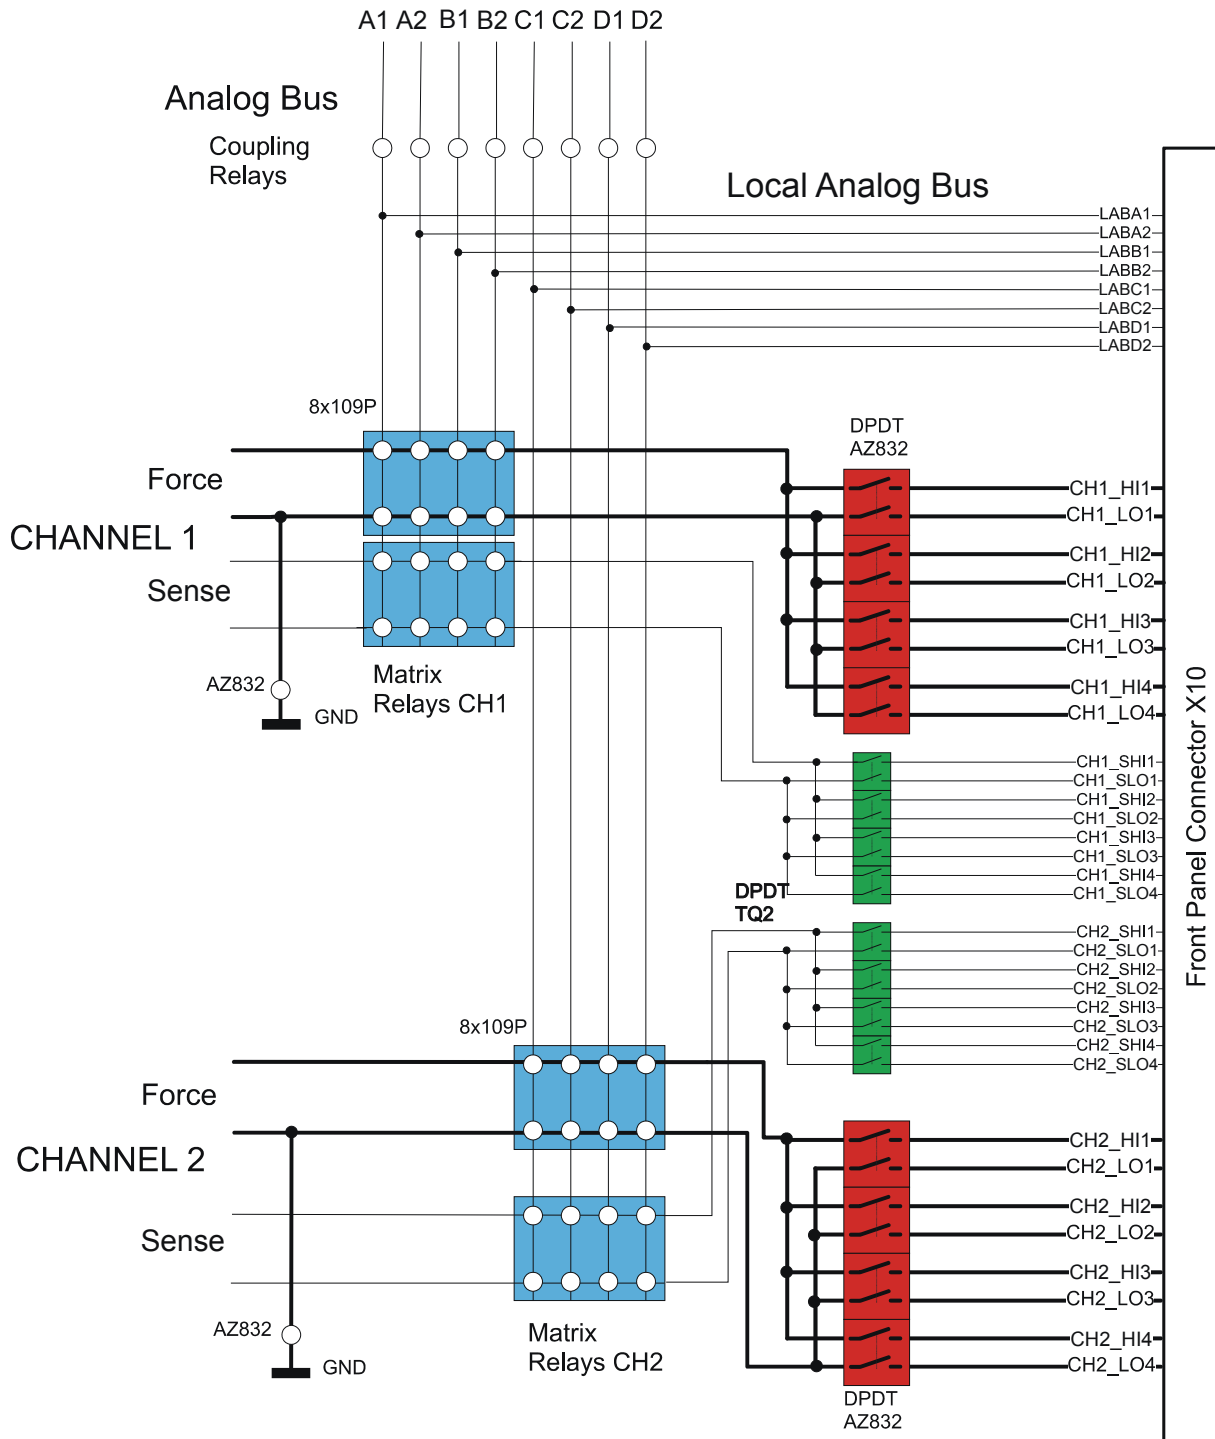 A1 A2 B1 B2 C1 C2 D1 D2
Analog Bus
Coupling
Relays
Local Analog Bus
LABA1
LABA2
LABB1
LABB2
LABC1
LABC2
LABD1
LABD2
8x109P
DPDT
AZ832
Force
CHANNEL 1
Sense
AZ832
GND
Matrix
Relays CH1
CH1_HI1
CH1_LO1
CH1_HI2
CH1_LO2
CH1_HI3
CH1_LO3
CH1_HI4
CH1_LO4
CH1_SHI1
CH1_SLO1
CH1_SHI2
CH1_SLO2
CH1_SHI3
CH1_SLO3
CH1_SHI4
CH1_SLO4
DPDT
TQ2
CH2_SHI1
CH2_SLO1
CH2_SHI2
CH2_SLO2
CH2_SHI3
CH2_SLO3
CH2_SHI4
CH2_SLO4
Front Panel Connector X10
8x109P
Force
CHANNEL 2
Sense
AZ832
GND
Matrix
Relays CH2
CH2_HI1
CH2_LO1
CH2_HI2
CH2_LO2
CH2_HI3
CH2_LO3
CH2_HI4
CH2_LO4
DPDT
AZ832